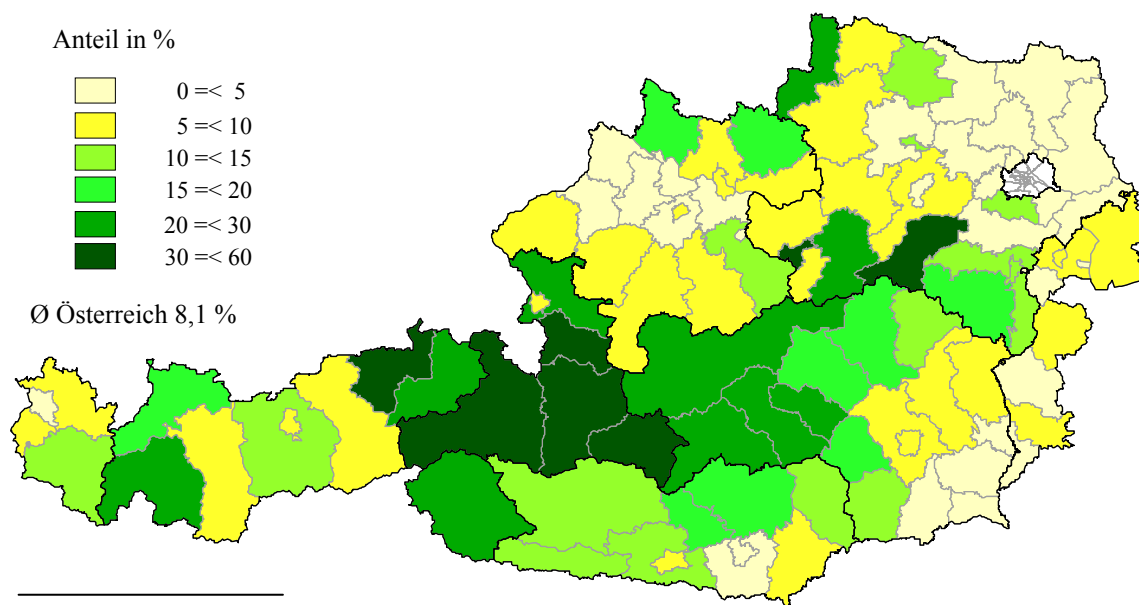 Anteil in %
0 =< 5
5 =< 10
10 =< 15
15 =< 20
20 =< 30
30 =< 60
Ø Österreich 8,1 %